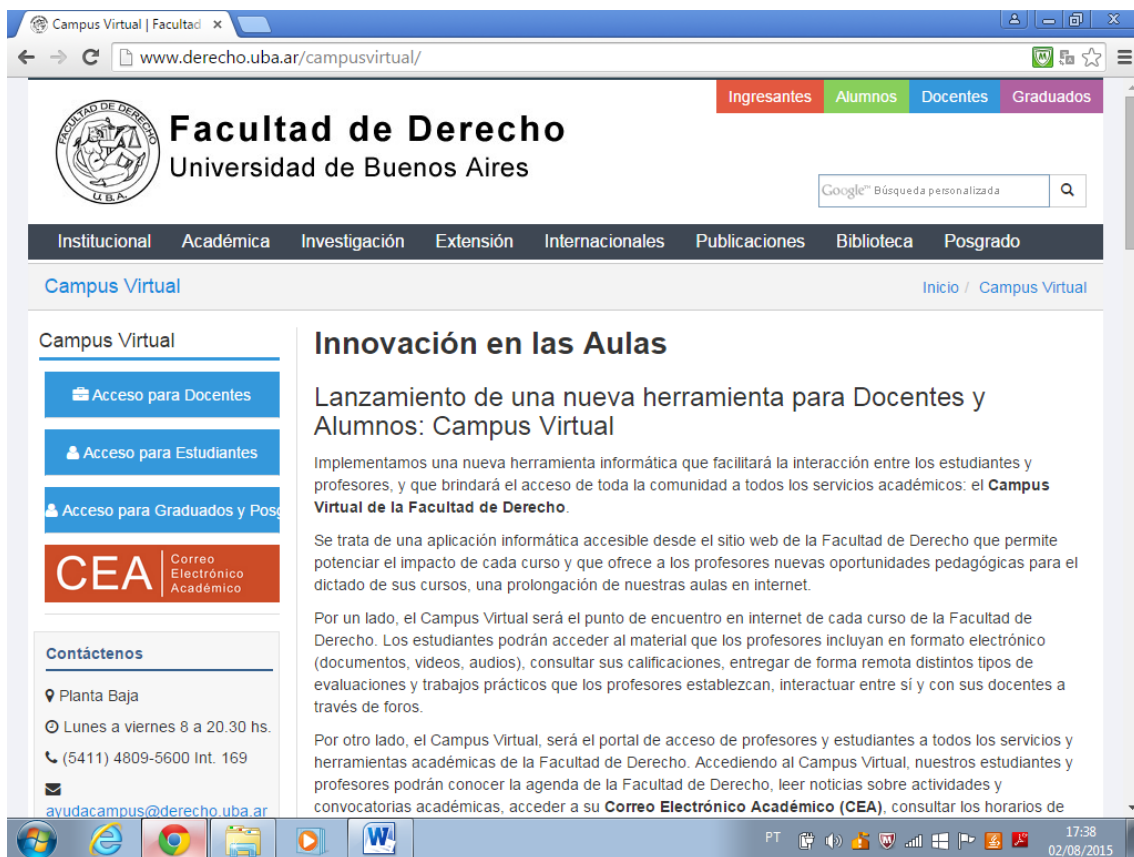 Campus Virtual | Facultad
www.derecho.uba.ar/campusvirtual/
Ingresantes
Alumnos
Docentes
Graduados
FACULTAD DE DERECHO
U.B.A.
Facultad de Derecho
Universidad de Buenos Aires
Google™ Búsqueda personalizada
Institucional
Académica
Investigación
Extensión
Internacionales
Publicaciones
Biblioteca
Posgrado
Campus Virtual
Inicio / Campus Virtual
Campus Virtual
Acceso para Docentes
Acceso para Estudiantes
Acceso para Graduados y Posg
CEA
Correo
Electrónico
Académico
Contáctenos
Planta Baja
Lunes a viernes 8 a 20.30 hs.
(5411) 4809-5600 Int. 169
ayudacampus@derecho.uba.ar
Innovación en las Aulas
Lanzamiento de una nueva herramienta para Docentes y
Alumnos: Campus Virtual
Implementamos una nueva herramienta informática que facilitará la interacción entre los estudiantes y
profesores, y que brindará el acceso de toda la comunidad a todos los servicios académicos: el Campus
Virtual de la Facultad de Derecho.
Se trata de una aplicación informática accesible desde el sitio web de la Facultad de Derecho que permite
potenciar el impacto de cada curso y que ofrece a los profesores nuevas oportunidades pedagógicas para el
dictado de sus cursos, una prolongación de nuestras aulas en internet.
Por un lado, el Campus Virtual será el punto de encuentro en internet de cada curso de la Facultad de
Derecho. Los estudiantes podrán acceder al material que los profesores incluyan en formato electrónico
(documentos, videos, audios), consultar sus calificaciones, entregar de forma remota distintos tipos de
evaluaciones y trabajos prácticos que los profesores establezcan, interactuar entre sí y con sus docentes a
través de foros.
Por otro lado, el Campus Virtual, será el portal de acceso de profesores y estudiantes a todos los servicios y
herramientas académicas de la Facultad de Derecho. Accediendo al Campus Virtual, nuestros estudiantes y
profesores podrán conocer la agenda de la Facultad de Derecho, leer noticias sobre actividades y
convocatorias académicas, acceder a su Correo Electrónico Académico (CEA), consultar los horarios de
PT
17:38
02/08/2015